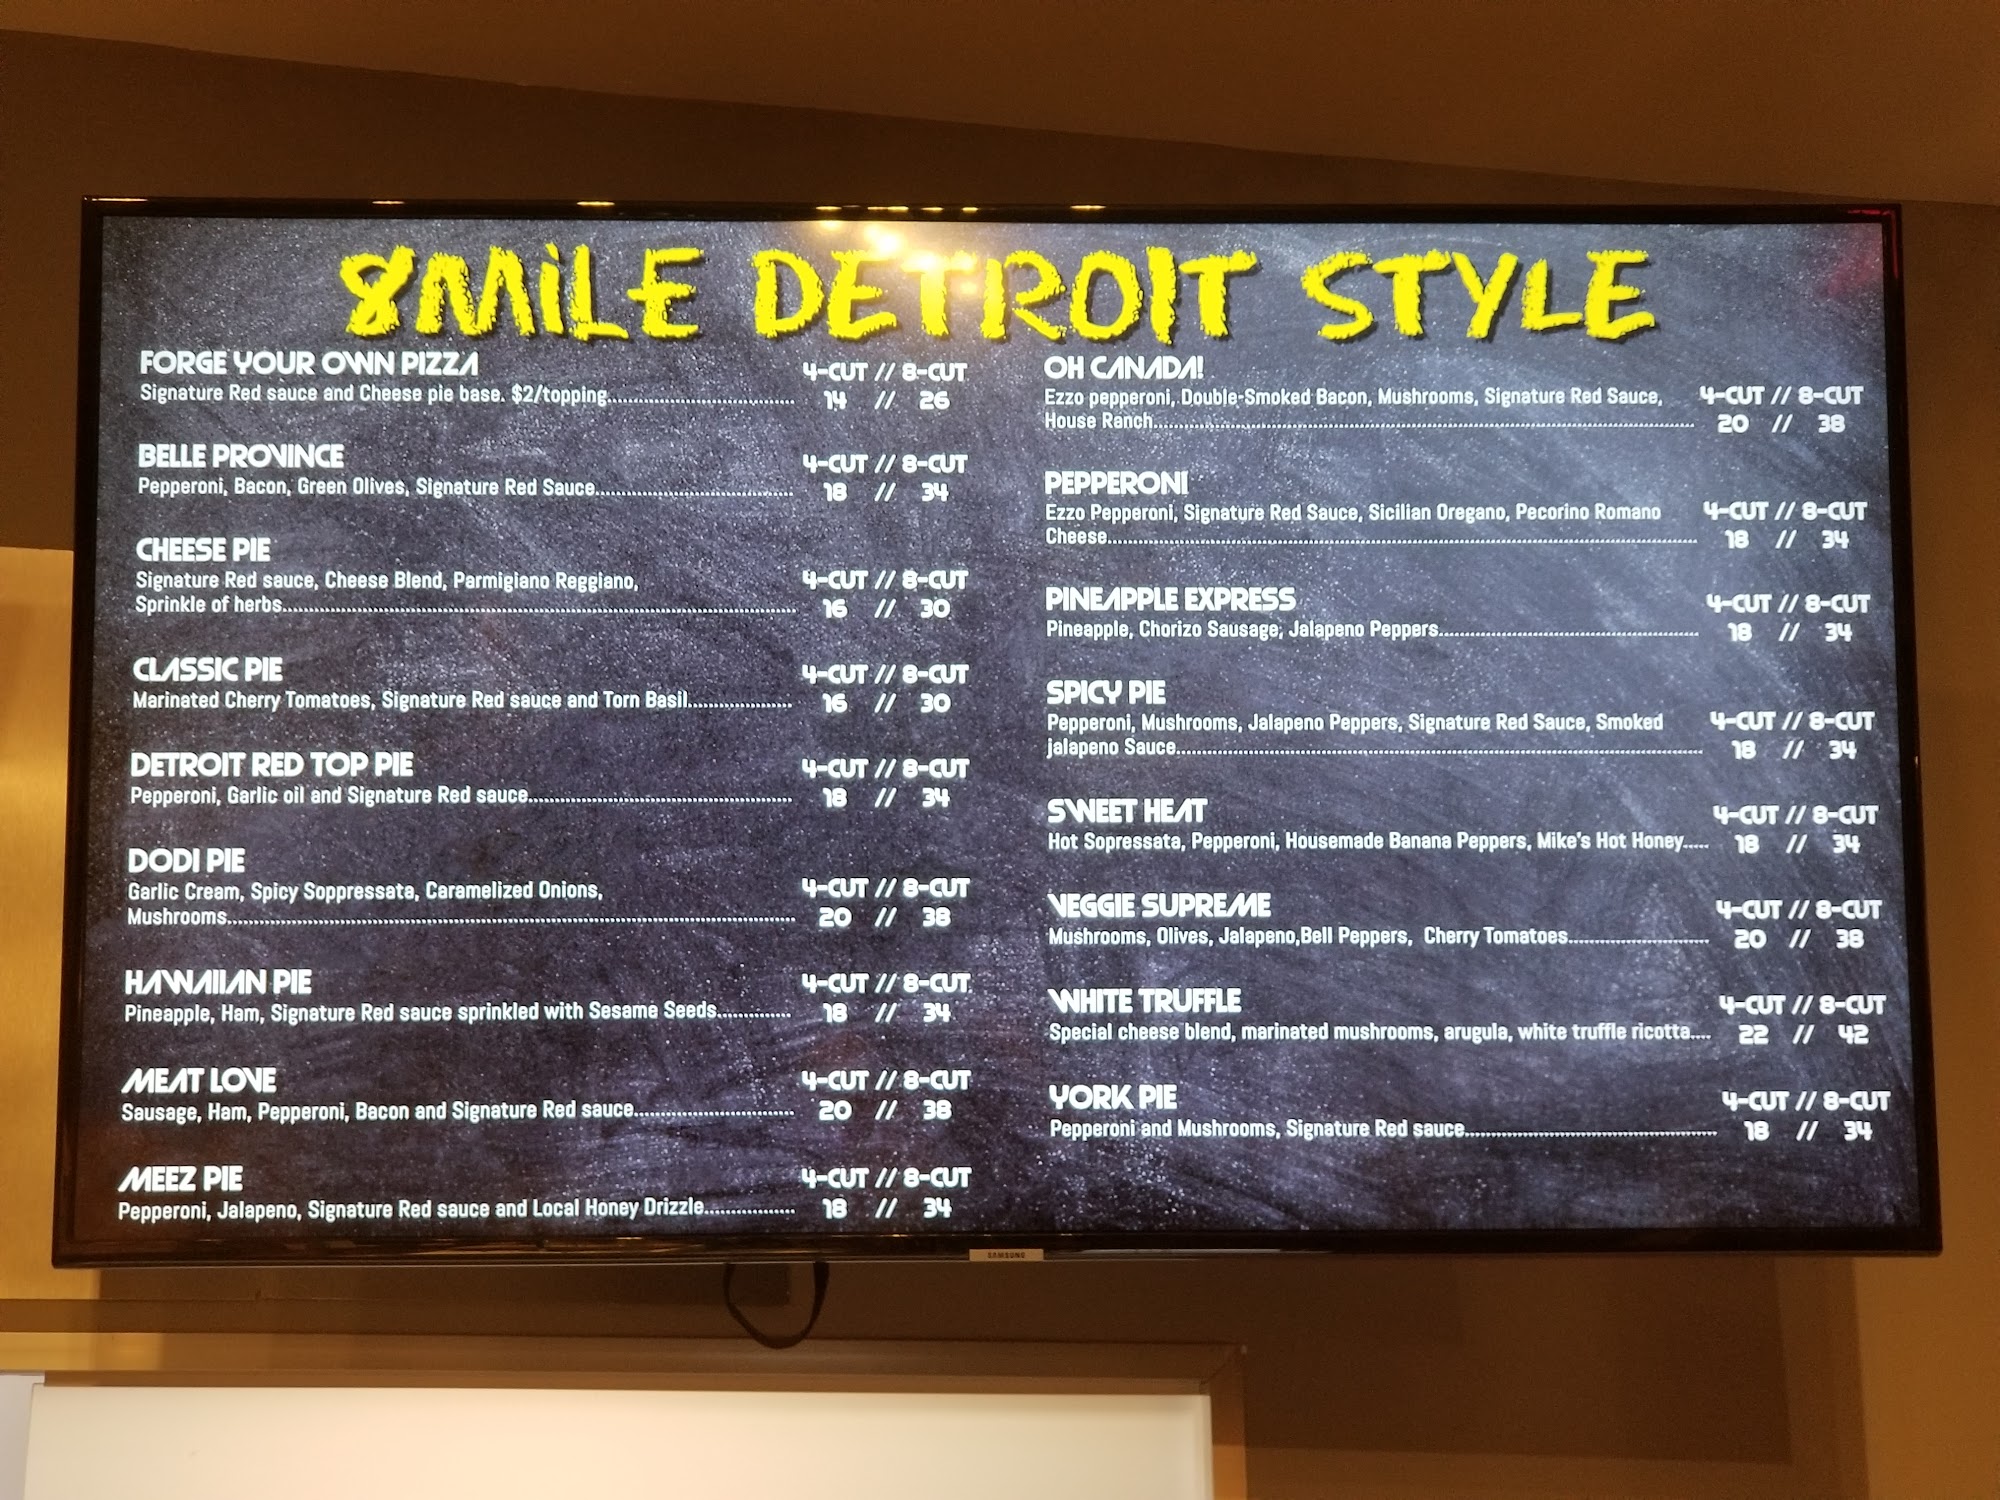 8MiLE DETROIT STYLE
FORGE YOUR OWN PIZZA
4-CUT // 8-CUT
Signature Red sauce and Cheese pie base. $2/topping
14 // 26
BELLE PROVINCE
4-CUT // 8-CUT
Pepperoni, Bacon, Green Olives, Signature Red Sauce
18 // 34
CHEESE PIE
Signature Red sauce, Cheese Blend, Parmigiano Reggiano,
4-CUT // 8-CUT
Sprinkle of herbs
16 // 30
CLASSIC PIE
4-CUT // 8-CUT
Marinated Cherry Tomatoes, Signature Red sauce and Torn Basil
16 // 30
DETROIT RED TOP PIE
4-CUT // 8-CUT
Pepperoni, Garlic oil and Signature Red sauce
18 // 34
DODI PIE
Garlic Cream, Spicy Soppressata, Caramelized Onions,
4-CUT // 8-CUT
Mushrooms
20 // 38
HAWAIIAN PIE
4-CUT // 8-CUT
Pineapple, Ham, Signature Red sauce sprinkled with Sesame Seeds
18 // 34
MEAT LOVE
4-CUT // 8-CUT
Sausage, Ham, Pepperoni, Bacon and Signature Red sauce
20 // 38
MEEZ PIE
4-CUT // 8-CUT
Pepperoni, Jalapeno, Signature Red sauce and Local Honey Drizzle
18 // 34
OH CANADA!
Ezzo pepperoni, Double-Smoked Bacon, Mushrooms, Signature Red Sauce,
4-CUT // 8-CUT
House Ranch
20 // 38
PEPPERONI
Ezzo Pepperoni, Signature Red Sauce, Sicilian Oregano, Pecorino Romano
4-CUT // 8-CUT
Cheese
18 // 34
PINEAPPLE EXPRESS
4-CUT // 8-CUT
Pineapple, Chorizo Sausage, Jalapeno Peppers
18 // 34
SPICY PIE
Pepperoni, Mushrooms, Jalapeno Peppers, Signature Red Sauce, Smoked
4-CUT // 8-CUT
jalapeno Sauce
18 // 34
SWEET HEAT
4-CUT // 8-CUT
Hot Sopressata, Pepperoni, Housemade Banana Peppers, Mike's Hot Honey
18 // 34
VEGGIE SUPREME
4-CUT // 8-CUT
Mushrooms, Olives, Jalapeno,Bell Peppers, Cherry Tomatoes
20 // 38
WHITE TRUFFLE
4-CUT // 8-CUT
Special cheese blend, marinated mushrooms, arugula, white truffle ricotta
22 // 42
YORK PIE
4-CUT // 8-CUT
Pepperoni and Mushrooms, Signature Red sauce
18 // 34
SAMSUNG